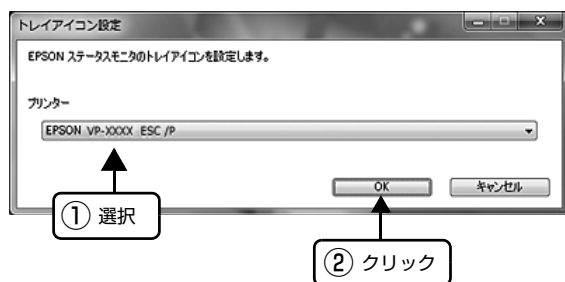 トレイアイコン設定
EPSON ステータスモニタのトレイアイコンを設定します。
プリンター
EPSON VP-XXXX ESC /P
OK キャンセル
① 選択
② クリック